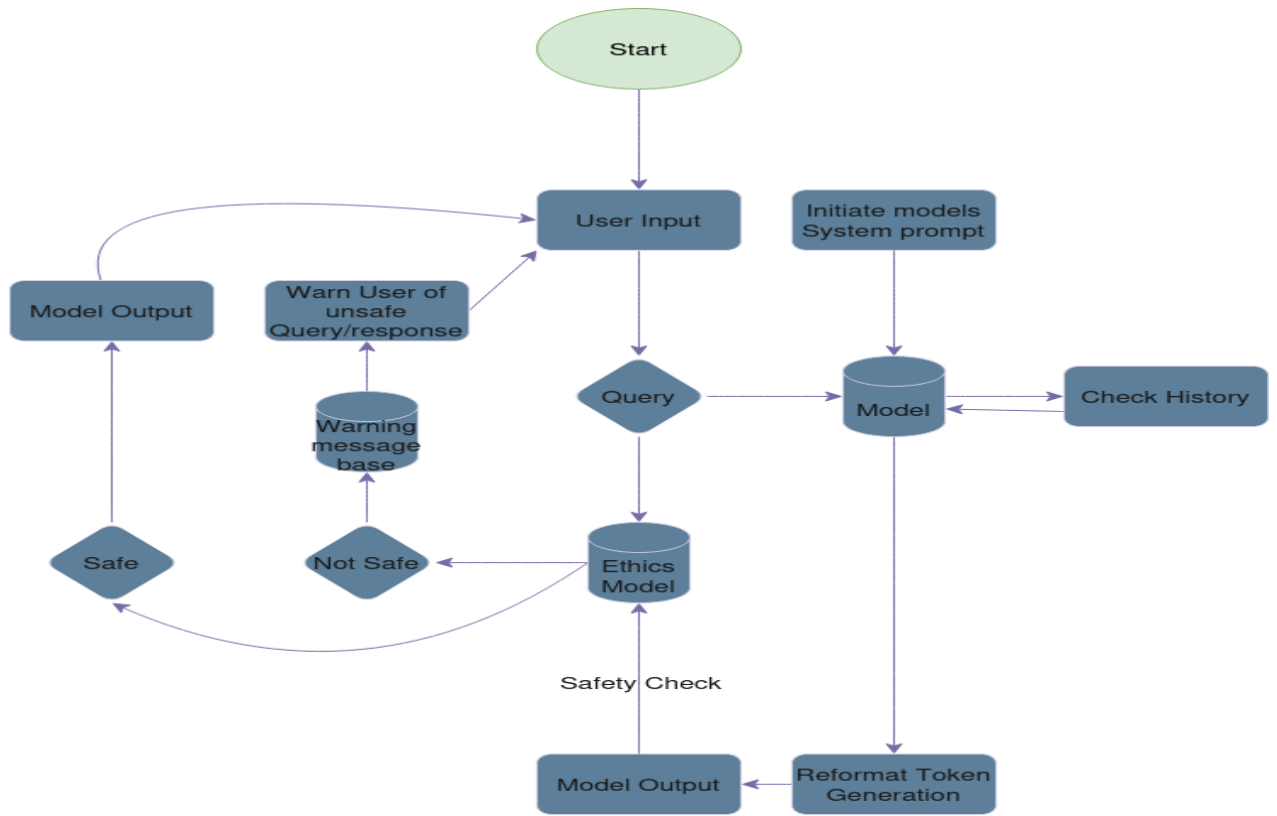 Start
User Input
Initiate models
System prompt
Model Output
Warn User of
unsafe
Query/response
Query
Model
Check History
Warning
message
base
Safe
Not Safe
Ethics
Model
Safety Check
Model Output
Reformat Token
Generation